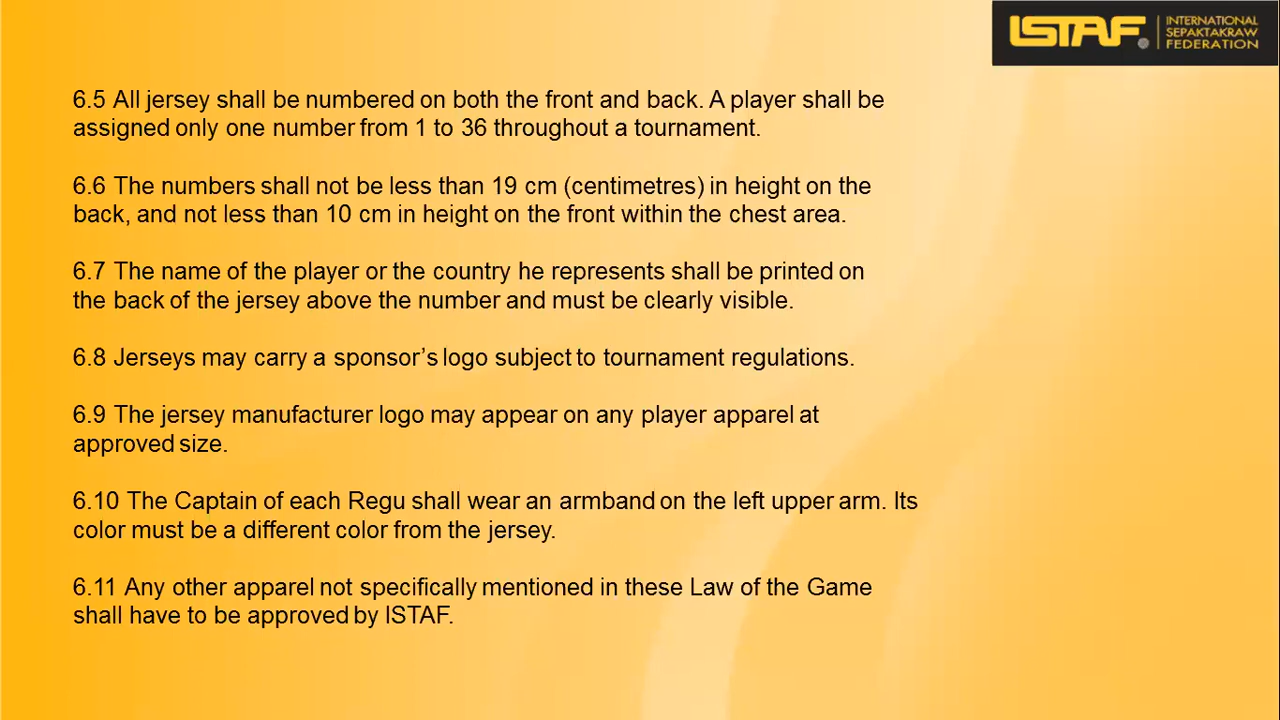 ISTAF.
INTERNATIONAL
SEPAKTAKRAW
FEDERATION
6.5 All jersey shall be numbered on both the front and back. A player shall be
assigned only one number from 1 to 36 throughout a tournament.
6.6 The numbers shall not be less than 19 cm (centimetres) in height on the
back, and not less than 10 cm in height on the front within the chest area.
6.7 The name of the player or the country he represents shall be printed on
the back of the jersey above the number and must be clearly visible.
6.8 Jerseys may carry a sponsor’s logo subject to tournament regulations.
6.9 The jersey manufacturer logo may appear on any player apparel at
approved size.
6.10 The Captain of each Regu shall wear an armband on the left upper arm. Its
color must be a different color from the jersey.
6.11 Any other apparel not specifically mentioned in these Law of the Game
shall have to be approved by ISTAF.